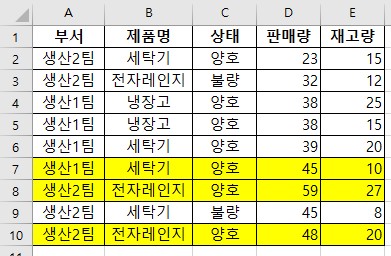 A B C D E
1 부서 제품명 상태 판매량 재고량
2 생산2팀 세탁기 양호 23 15
3 생산2팀 전자레인지 불량 32 12
4 생산1팀 냉장고 양호 38 25
5 생산1팀 냉장고 양호 38 15
6 생산1팀 세탁기 양호 39 20
7 생산1팀 세탁기 양호 45 10
8 생산2팀 전자레인지 양호 59 27
9 생산2팀 세탁기 불량 45 8
10 생산2팀 전자레인지 양호 48 20